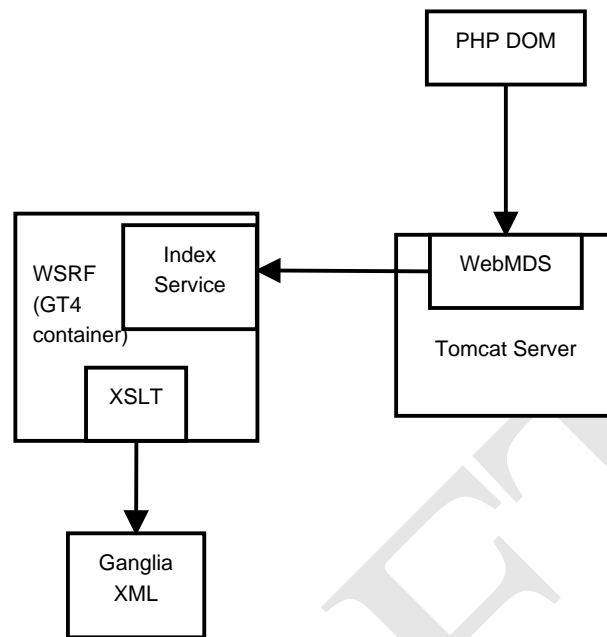 PHP DOM
WSRF
(GT4
container)
Index
Service
WebMDS
Tomcat Server
XSLT
Ganglia
XML